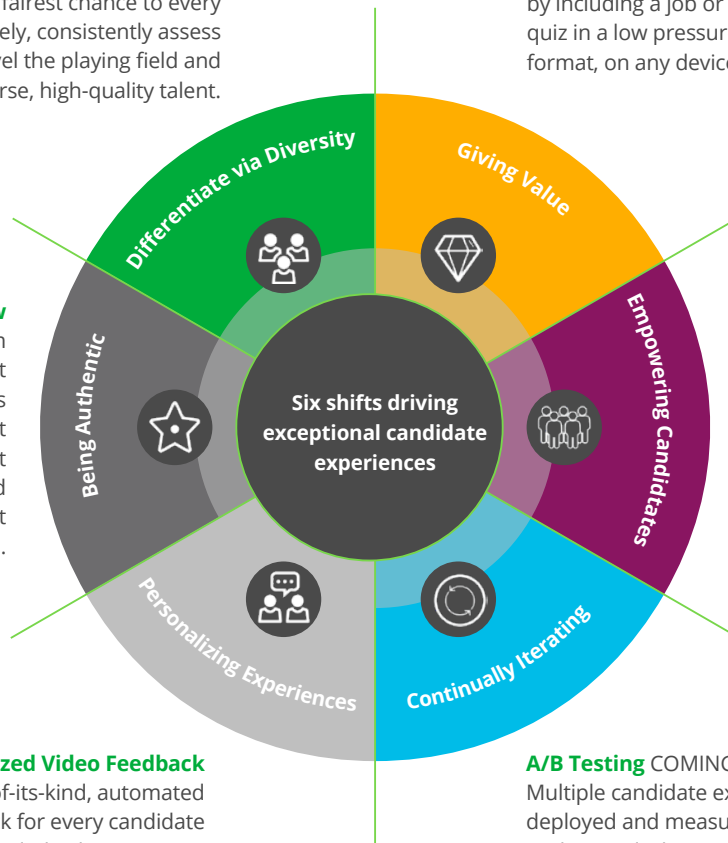 fairest chance to every
ely, consistently assess
el the playing field and
rse, high-quality talent.
by including a job or
quiz in a low pressur
format, on any device
Differentiate via Diversity
Giving Value
Empowering Candidtates
Being Authentic
Six shifts driving
exceptional candidate
experiences
Personalizing Experiences
Continually Iterating
zed Video Feedback
of-its-kind, automated
k for every candidate
A/B Testing COMING
Multiple candidate ex
deployed and measu